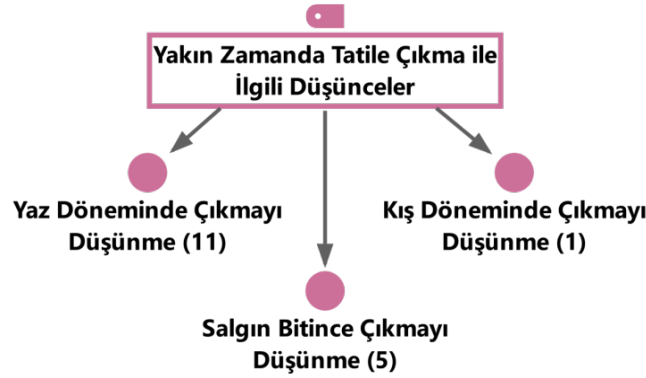 Yakın Zamanda Tatile Çıkma ile
İlgili Düşünceler
Yaz Döneminde Çıkmayı
Düşünme (11)
Kış Döneminde Çıkmayı
Düşünme (1)
Salgın Bitince Çıkmayı
Düşünme (5)